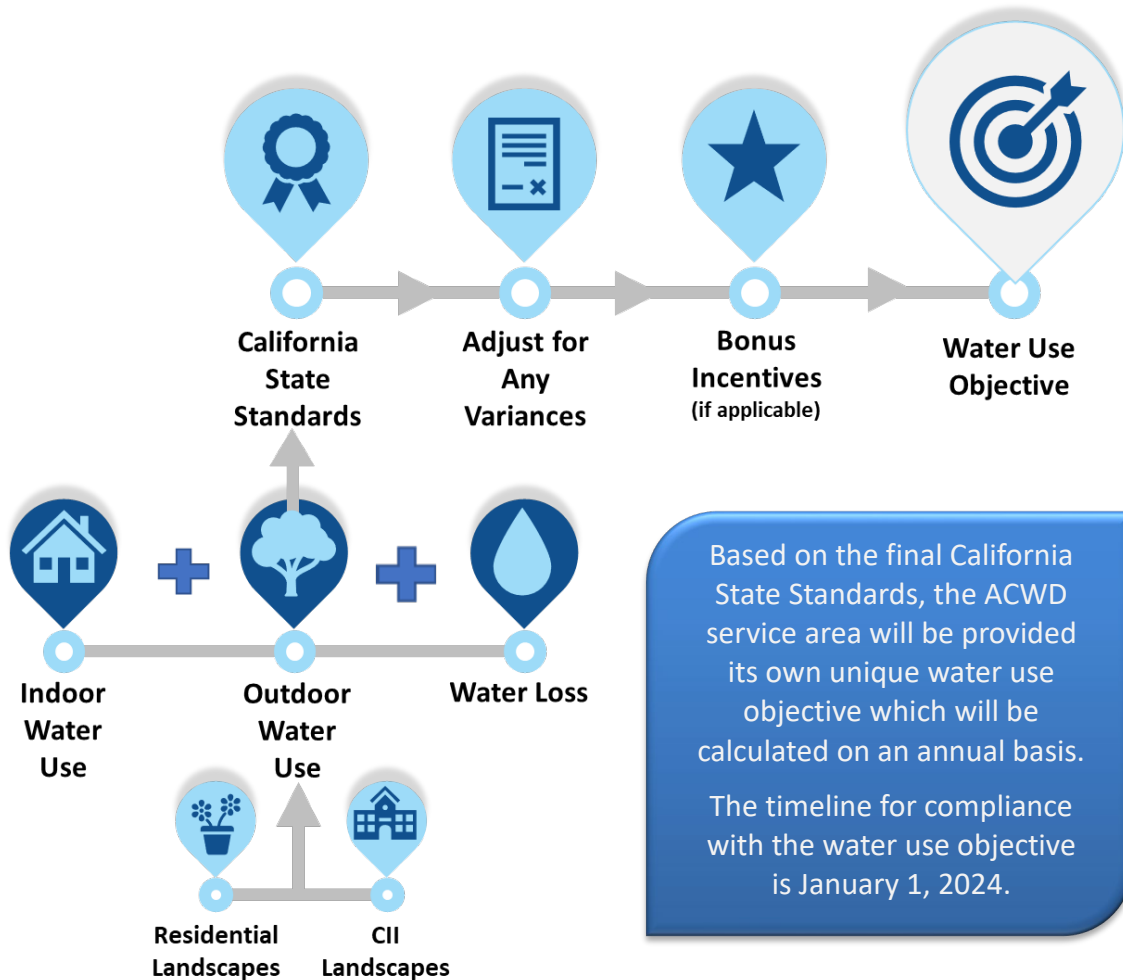 California
State
Standards
Adjust for
Any
Variances
Bonus
Incentives
(if applicable)
Water Use
Objective
Indoor
Water
Use
Outdoor
Water
Use
Water Loss
Residential
Landscapes
CII
Landscapes
Based on the final California
State Standards, the ACWD
service area will be provided
its own unique water use
objective which will be
calculated on an annual basis.
The timeline for compliance
with the water use objective
is January 1, 2024.